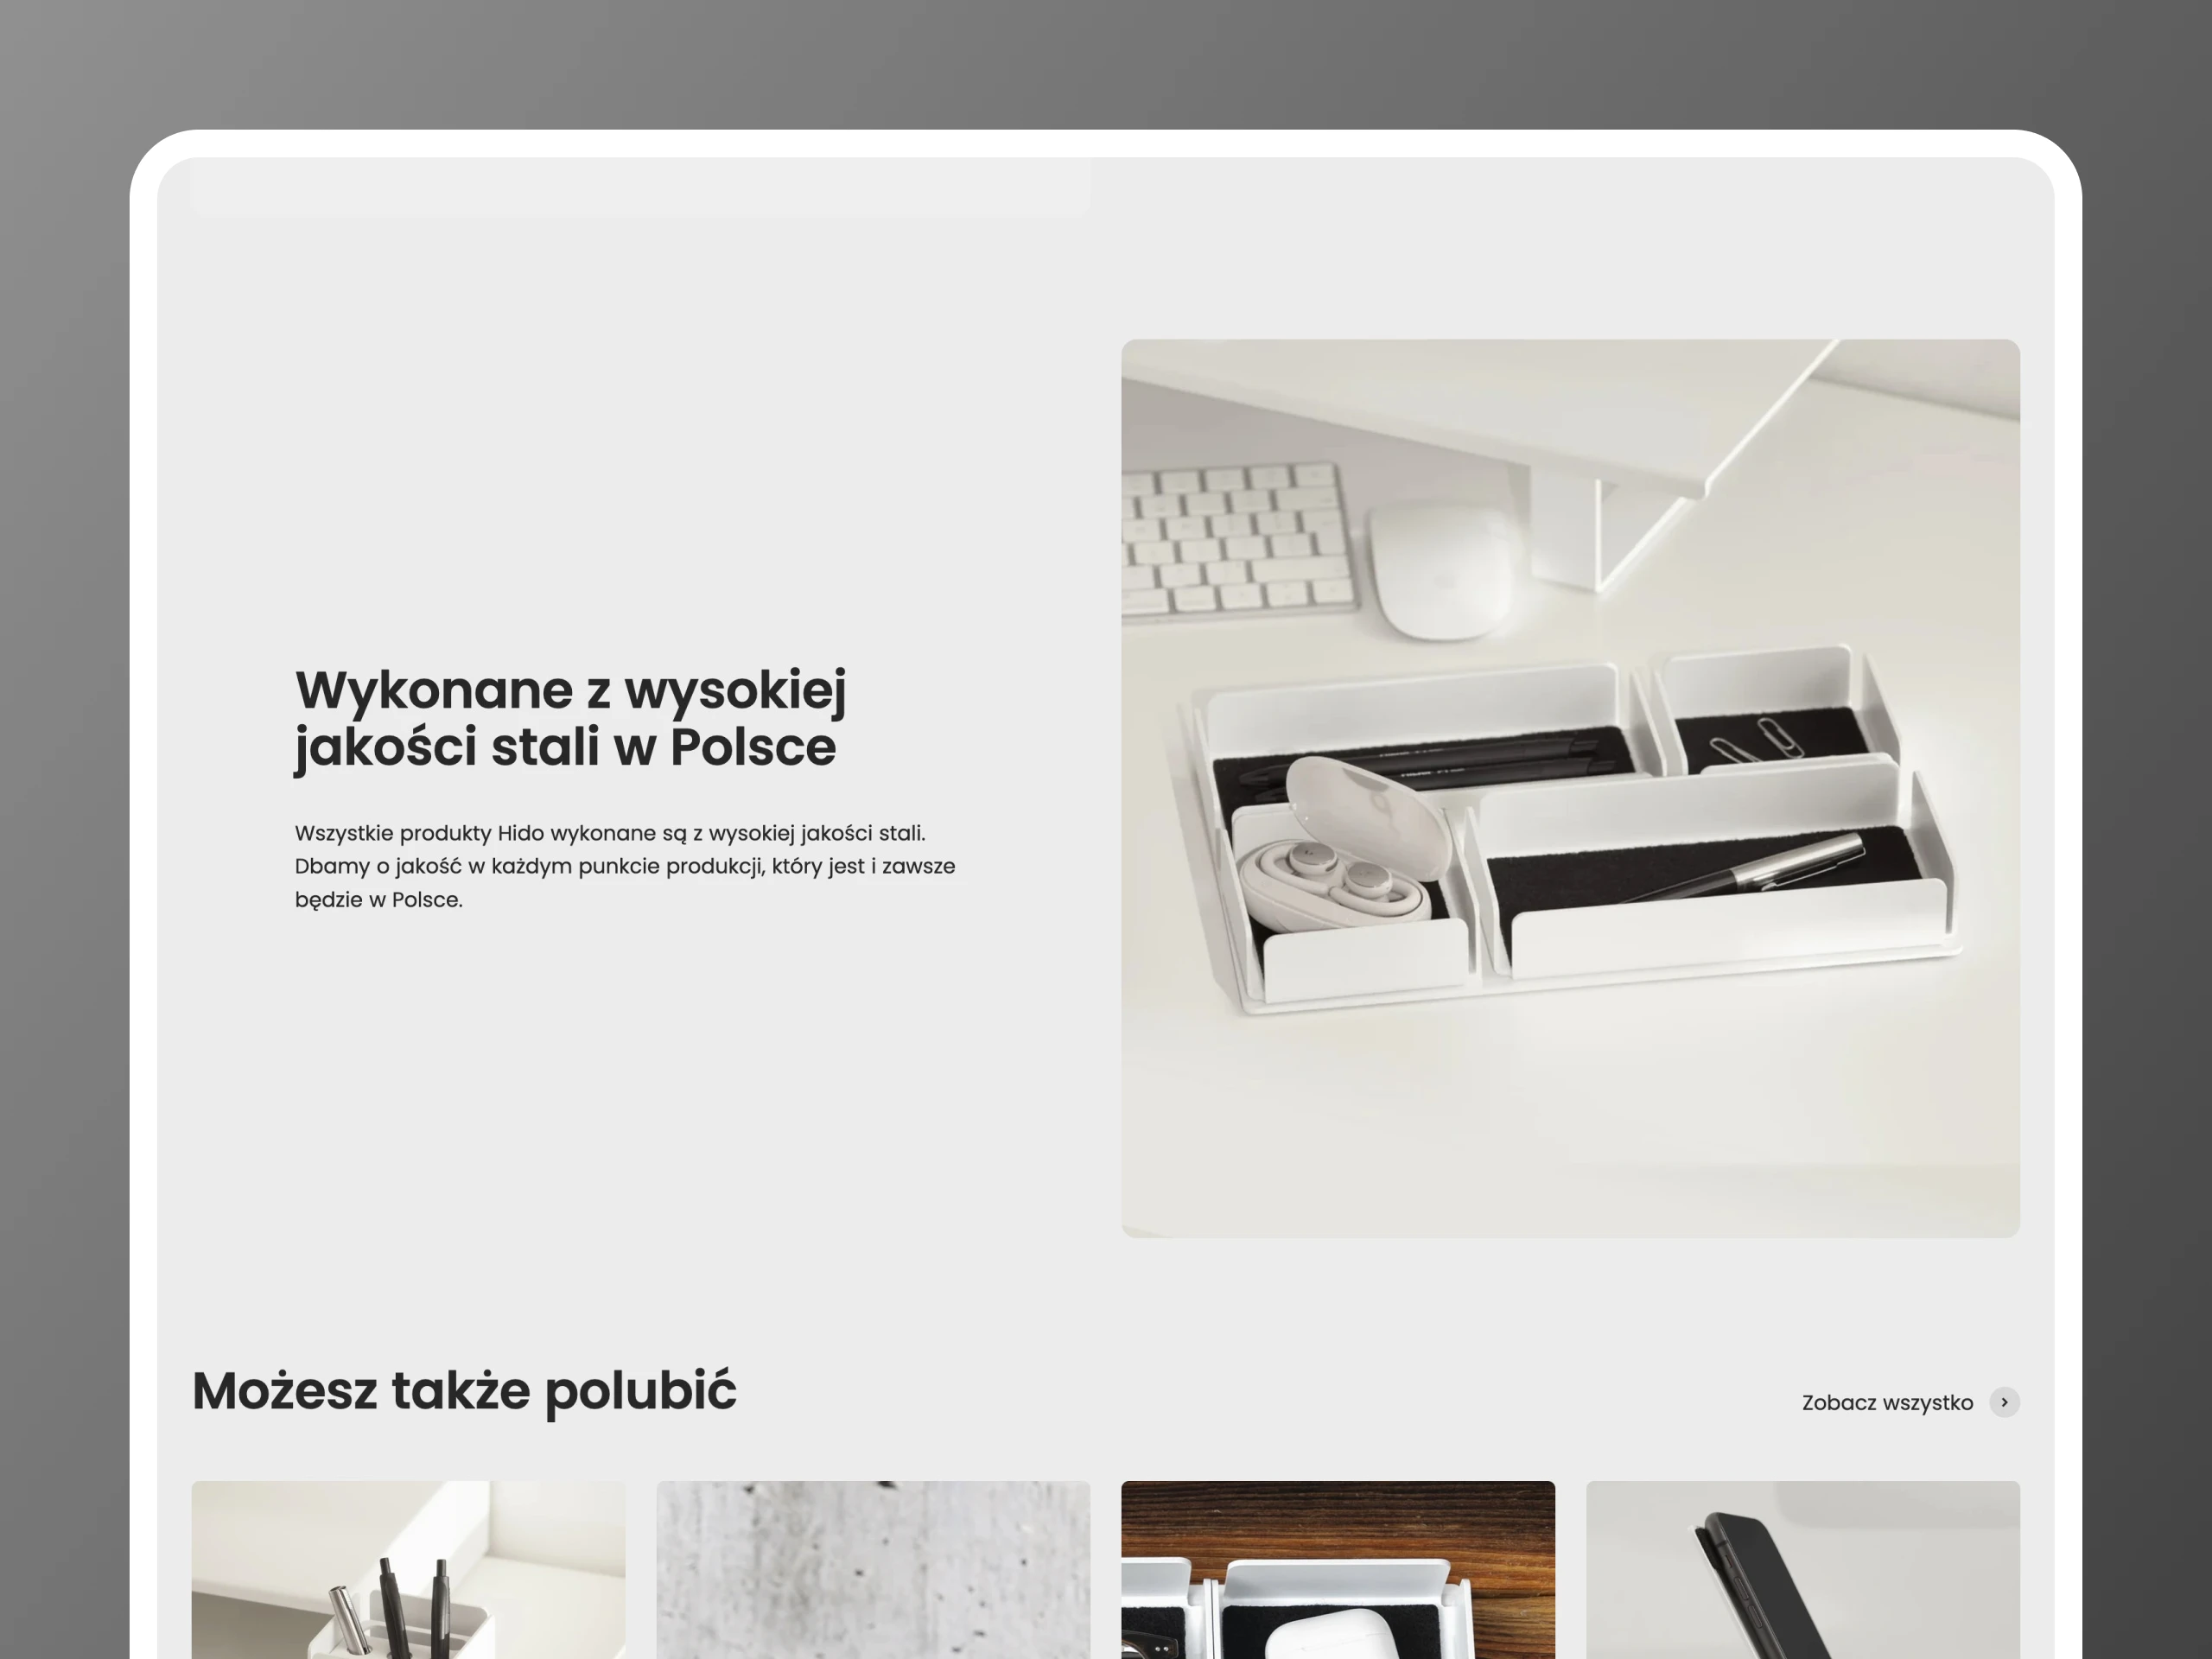 Wykonane z wysokiej
jakości stali w Polsce
Wszystkie produkty Hido wykonane są z wysokiej jakości stali.
Dbamy o jakość w każdym punkcie produkcji, który jest i zawsze
będzie w Polsce.
Możesz także polubić
Zobacz wszystko